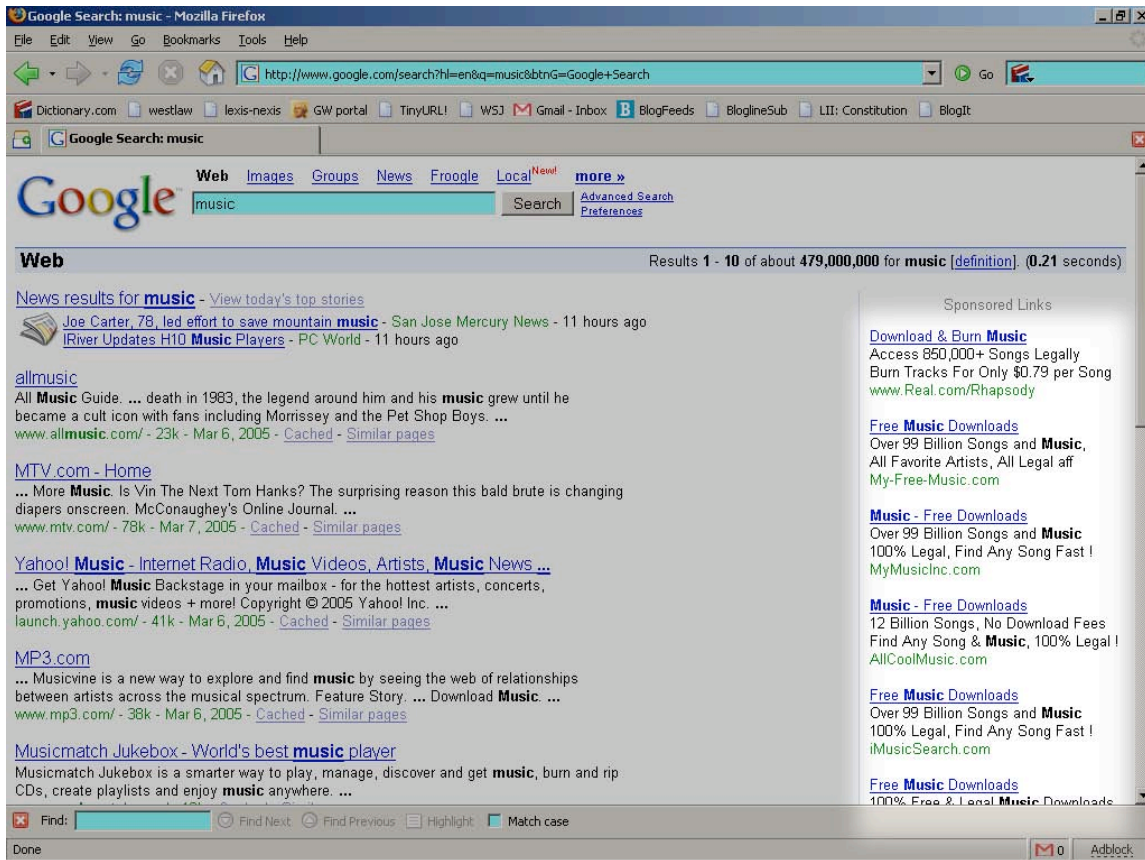 Google Search: music - Mozilla Firefox
File Edit View Go Bookmarks Tools Help
http://www.google.com/search?hl=en&q=music&btnG=Google+Search Go
Dictionary.com westlaw lexis-nexis GW portal TinyURL! WSJ Gmail - Inbox BlogFeeds BloglineSub LII: Constitution BlogIt
Google Search: music
Google™
Web Images Groups News Froogle Local New! more »
music Search Advanced Search
Preferences
Web Results 1 - 10 of about 479,000,000 for music [definition]. (0.21 seconds)
News results for music - View today's top stories
Joe Carter, 78, led effort to save mountain music - San Jose Mercury News - 11 hours ago
IRiver Updates H10 Music Players - PC World - 11 hours ago
allmusic
All Music Guide. ... death in 1983, the legend around him and his music grew until he
became a cult icon with fans including Morrissey and the Pet Shop Boys. ...
www.allmusic.com/ - 23k - Mar 6, 2005 - Cached - Similar pages
MTV.com - Home
... More Music. Is Vin The Next Tom Hanks? The surprising reason this bald brute is changing
diapers onscreen. McConaughey's Online Journal. ...
www.mtv.com/ - 78k - Mar 7, 2005 - Cached - Similar pages
Yahoo! Music - Internet Radio, Music Videos, Artists, Music News ...
... Get Yahoo! Music Backstage in your mailbox - for the hottest artists, concerts,
promotions, music videos + more! Copyright © 2005 Yahoo! Inc. ...
launch.yahoo.com/ - 41k - Mar 6, 2005 - Cached - Similar pages
MP3.com
... Musicvine is a new way to explore and find music by seeing the web of relationships
between artists across the musical spectrum. Feature Story. ... Download Music. ...
www.mp3.com/ - 38k - Mar 6, 2005 - Cached - Similar pages
Musicmatch Jukebox - World's best music player
Musicmatch Jukebox is a smarter way to play, manage, discover and get music, burn and rip
CDs, create playlists and enjoy music anywhere. ...
Sponsored Links
Download & Burn Music
Access 850,000+ Songs Legally
Burn Tracks For Only $0.79 per Song
www.Real.com/Rhapsody
Free Music Downloads
Over 99 Billion Songs and Music,
All Favorite Artists, All Legal aff
My-Free-Music.com
Music - Free Downloads
Over 99 Billion Songs and Music
100% Legal, Find Any Song Fast !
MyMusicInc.com
Music - Free Downloads
12 Billion Songs, No Download Fees
Find Any Song & Music, 100% Legal !
AllCoolMusic.com
Free Music Downloads
Over 99 Billion Songs and Music
100% Legal, Find Any Song Fast !
iMusicSearch.com
Free Music Downloads
100% Free & Legal Music Downloads
Find: Find Next Find Previous Highlight Match case
Done 0 Adblock